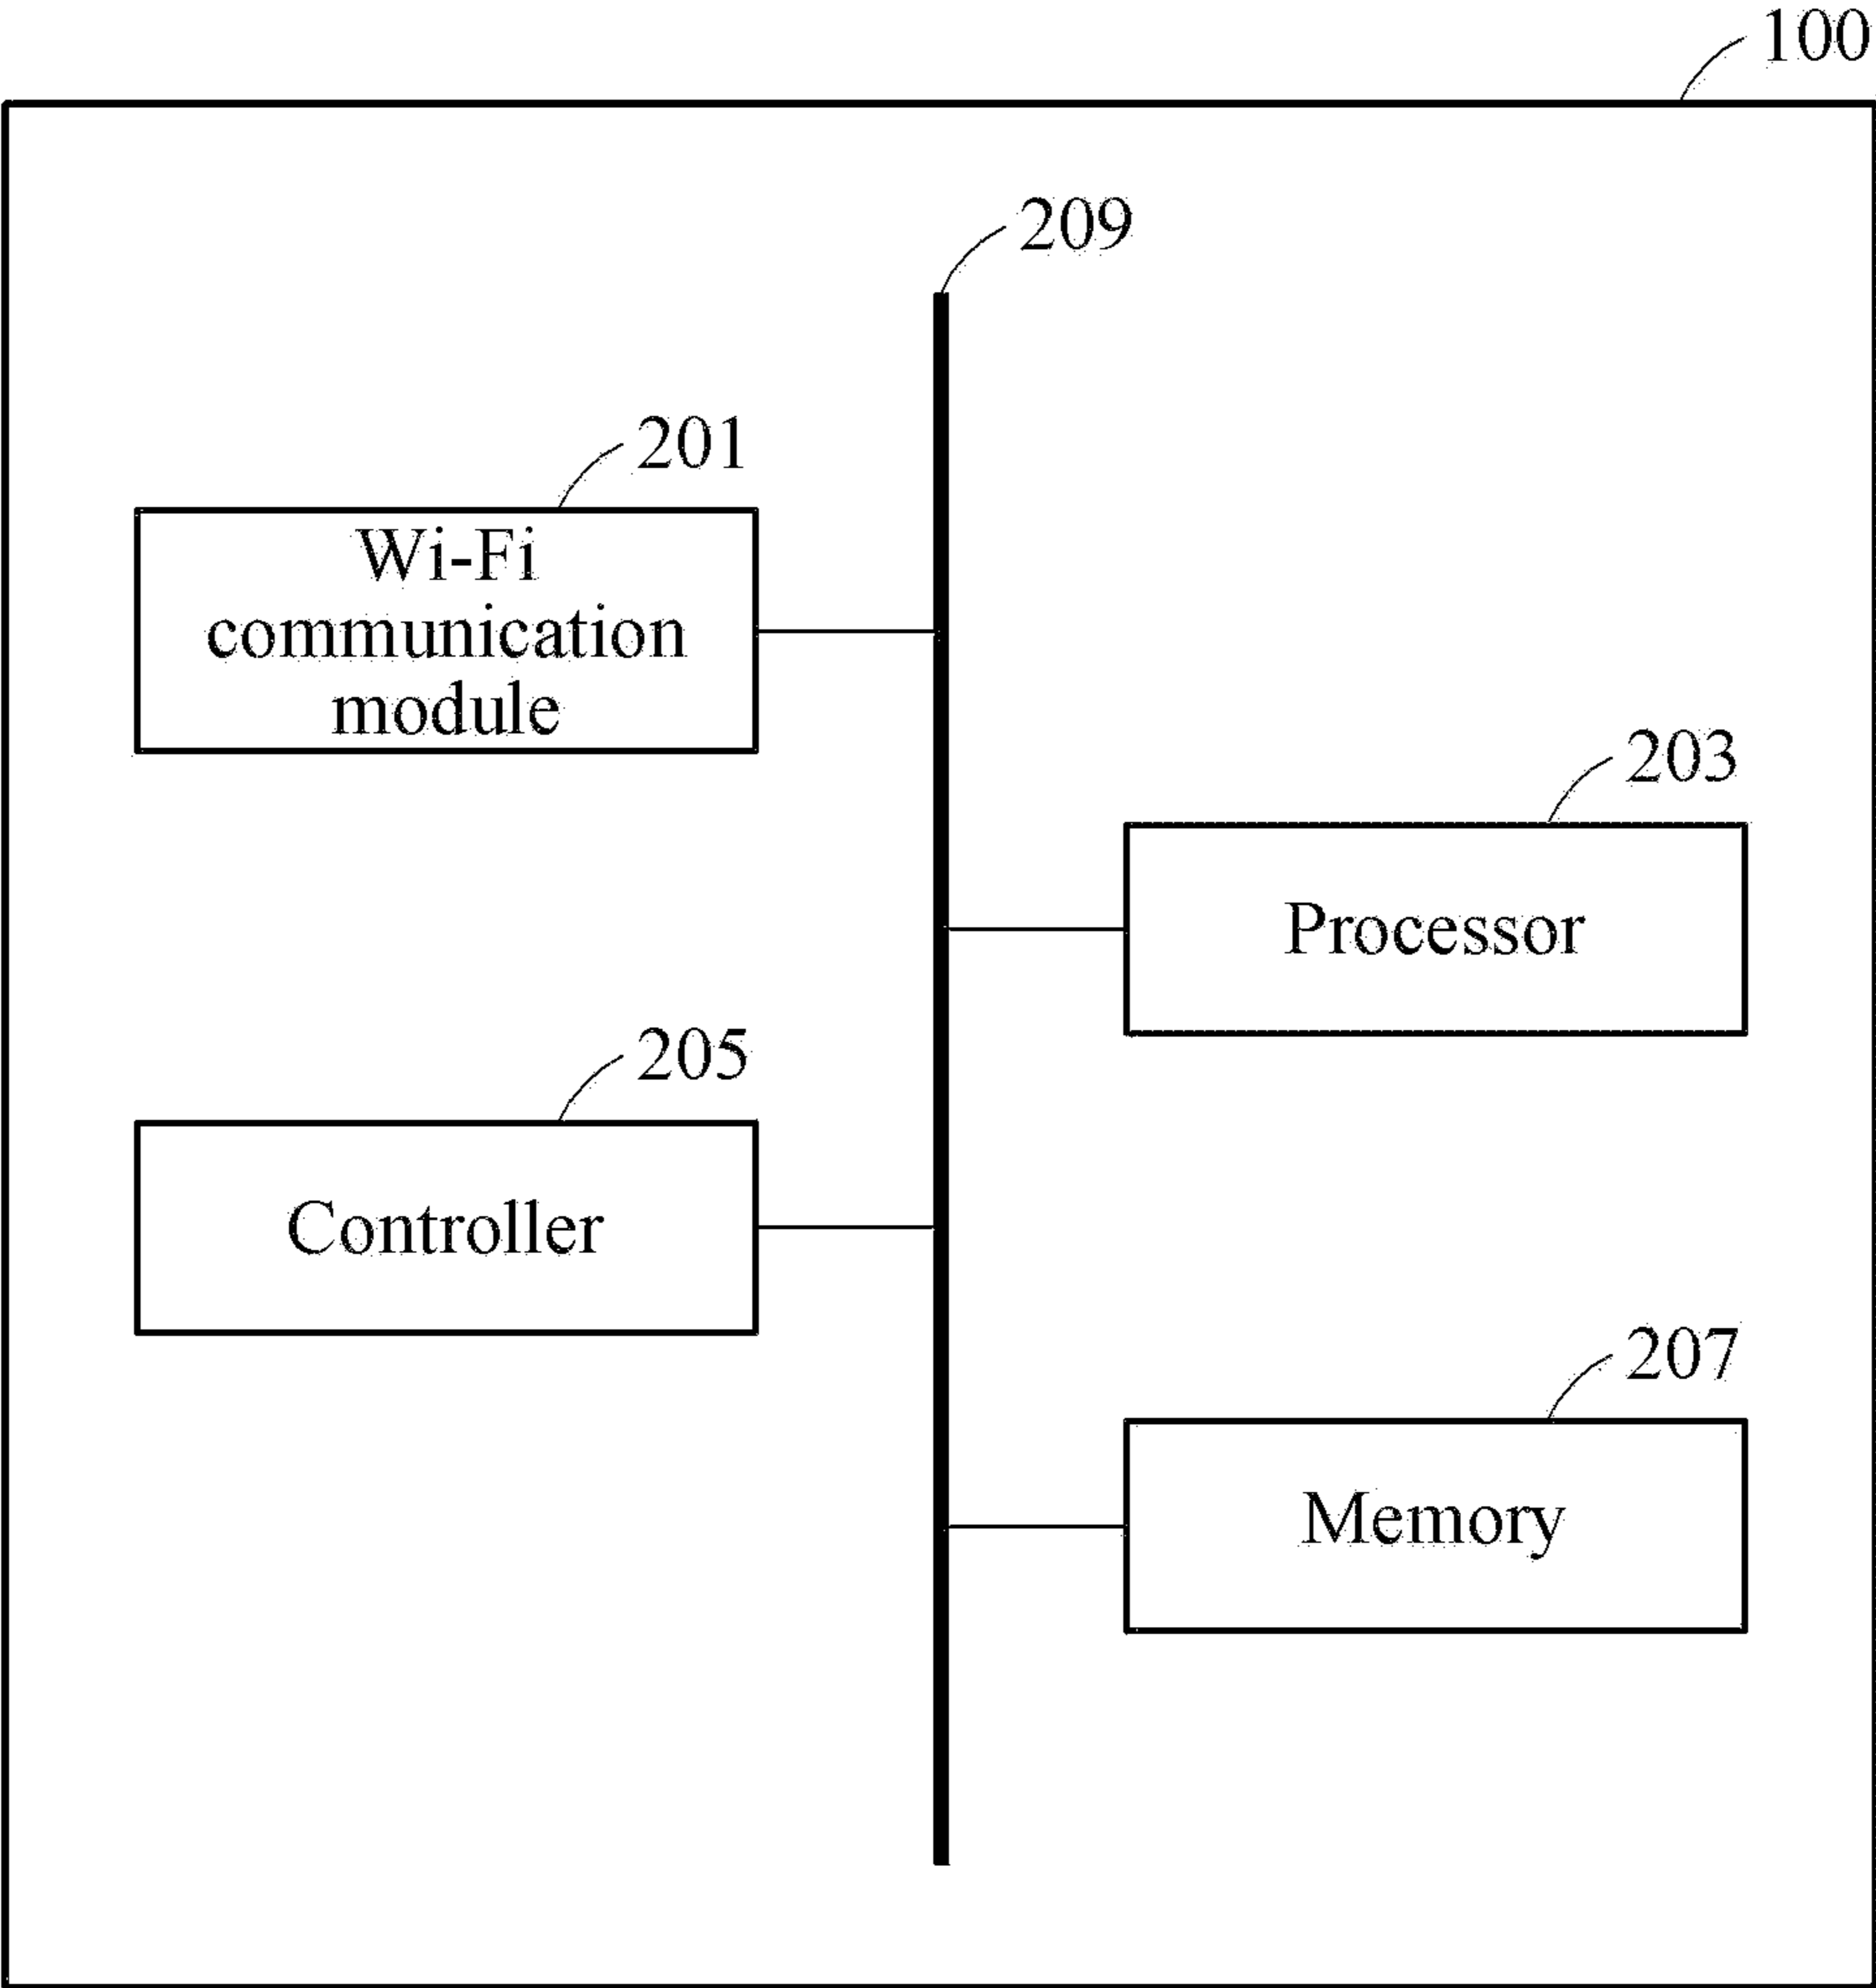 100
209
201
Wi-Fi
communication
module
203
Processor
205
Controller
207
Memory